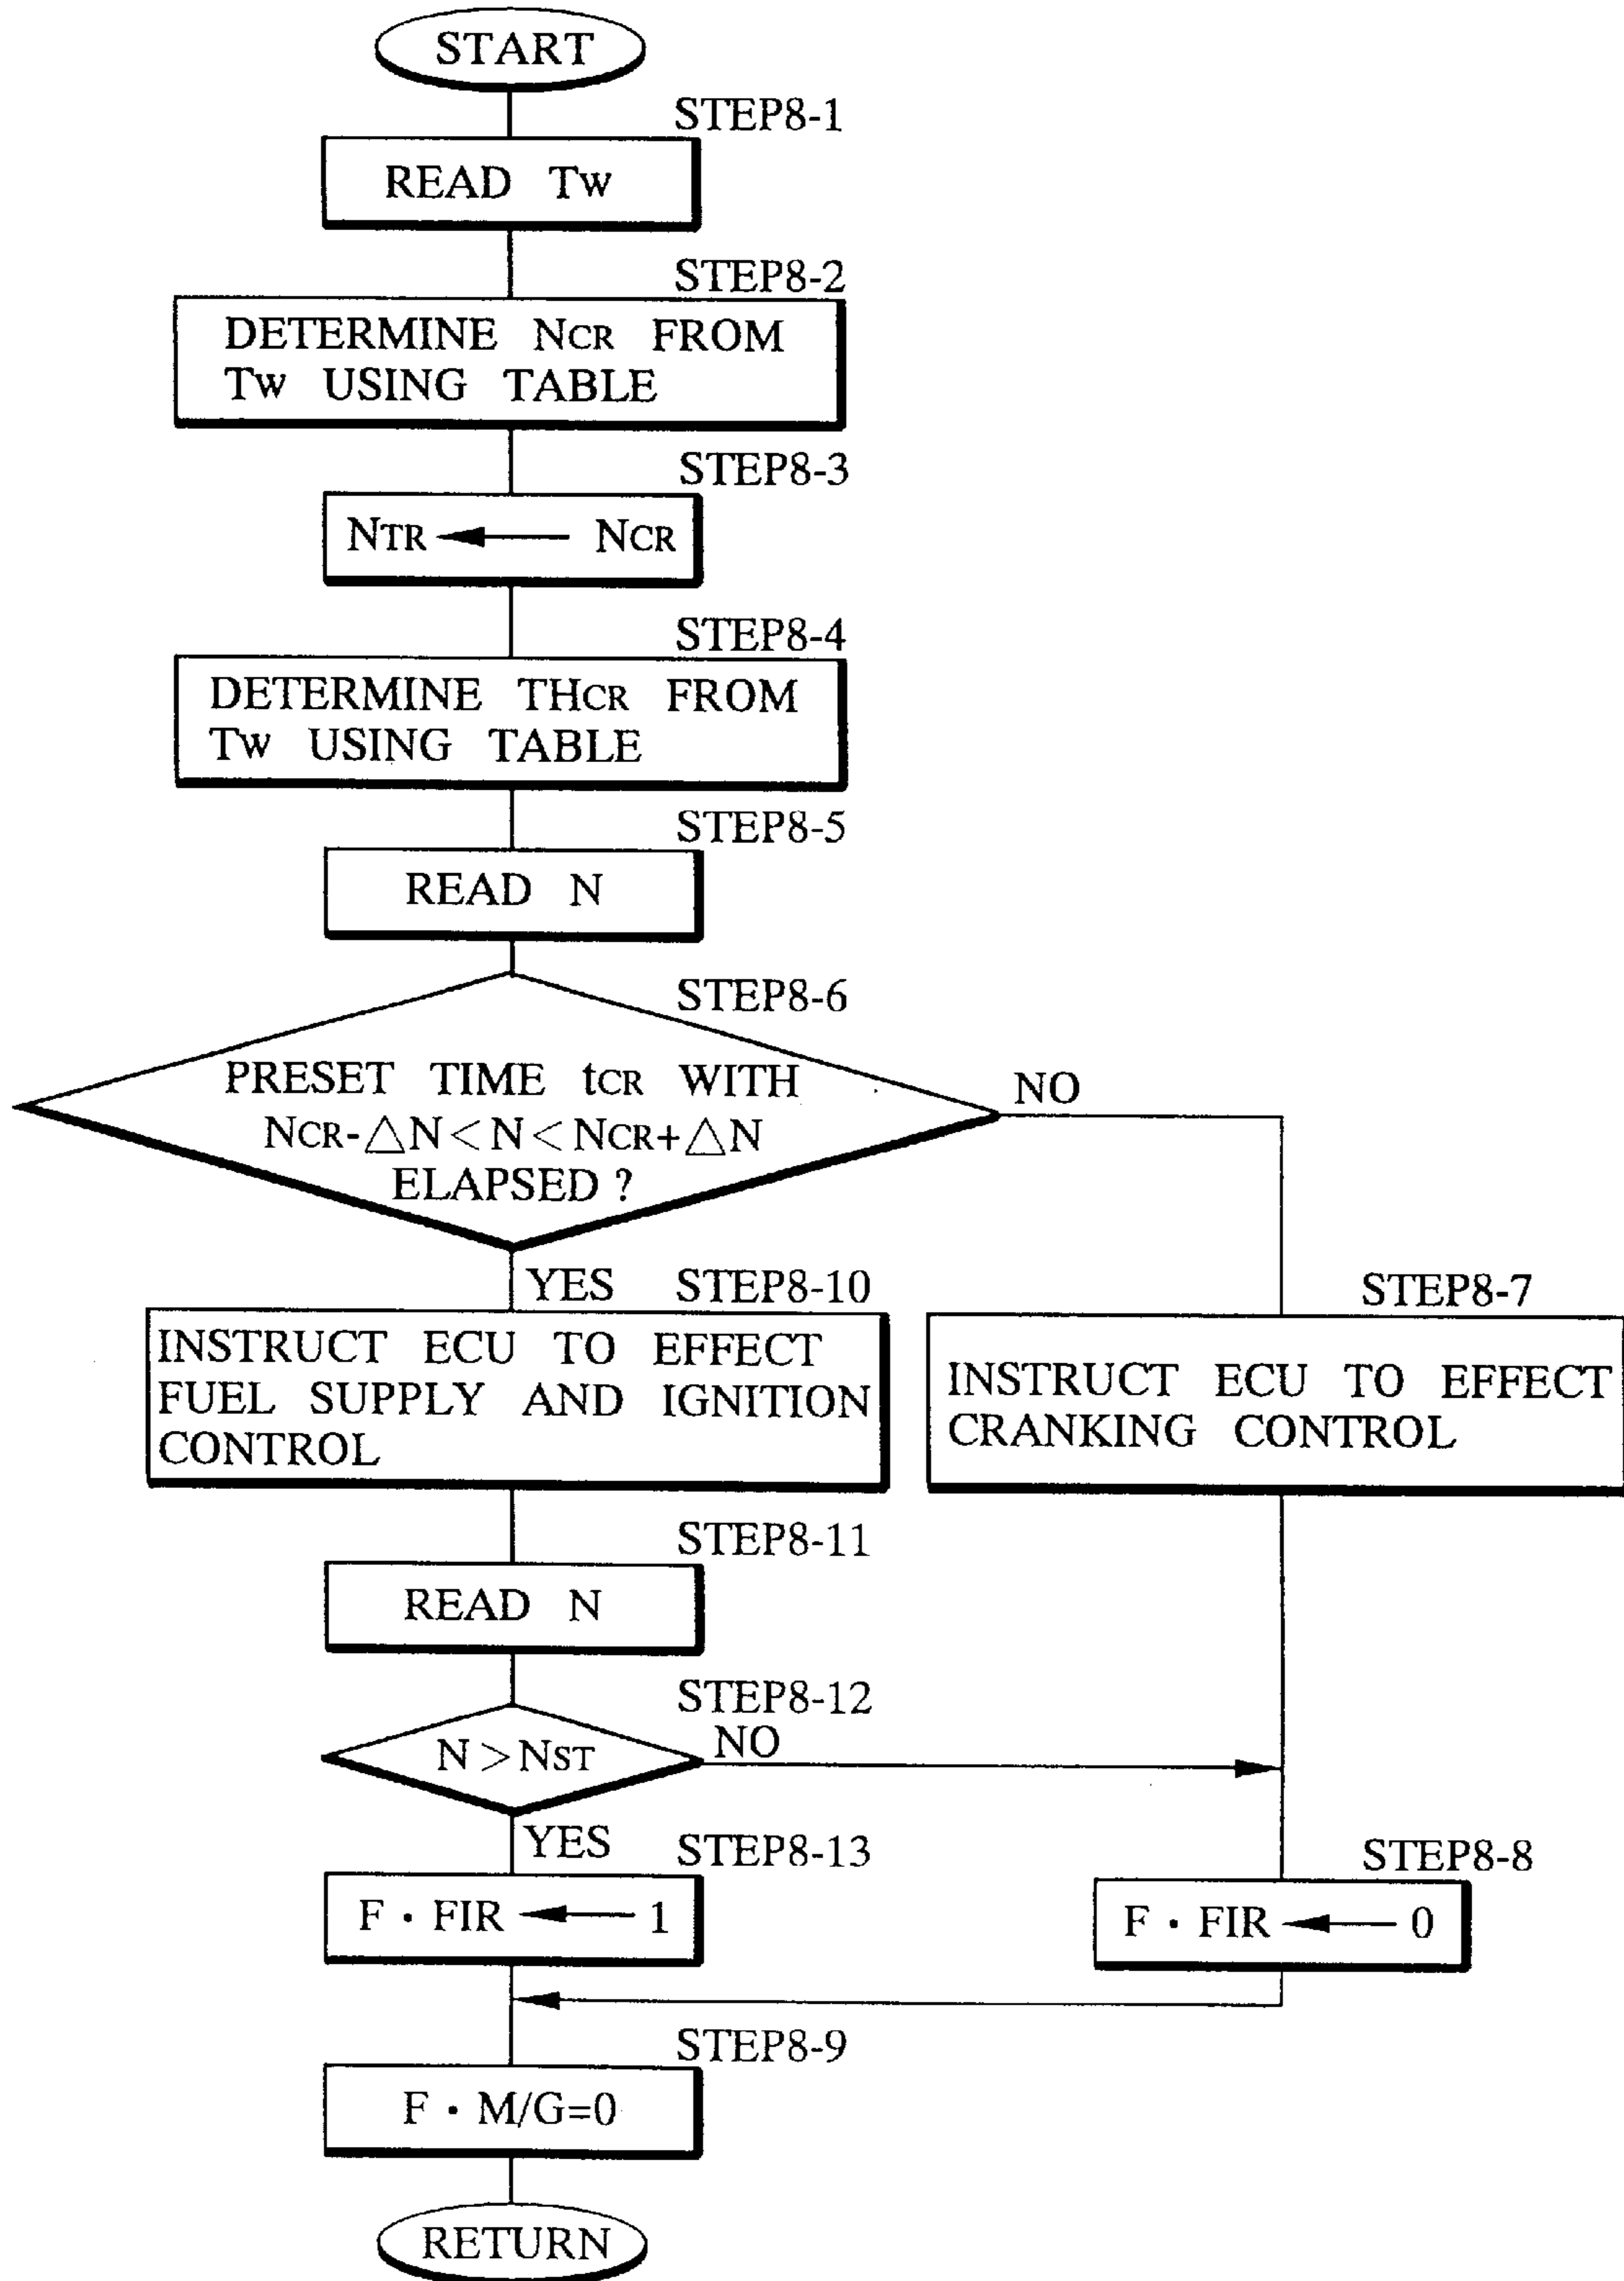 START
STEP8-1
READ TW
STEP8-2
DETERMINE NCR FROM
TW USING TABLE
STEP8-3
NTR ← NCR
STEP8-4
DETERMINE THCR FROM
TW USING TABLE
STEP8-5
READ N
STEP8-6
PRESET TIME tCR WITH
NCR-△N<N<NCR+△N
ELAPSED ?
NO
YES
STEP8-10
INSTRUCT ECU TO EFFECT
FUEL SUPPLY AND IGNITION
CONTROL
STEP8-7
INSTRUCT ECU TO EFFECT
CRANKING CONTROL
STEP8-11
READ N
STEP8-12
N > NST
NO
YES
STEP8-13
F · FIR ← 1
STEP8-8
F · FIR ← 0
STEP8-9
F · M/G=0
RETURN